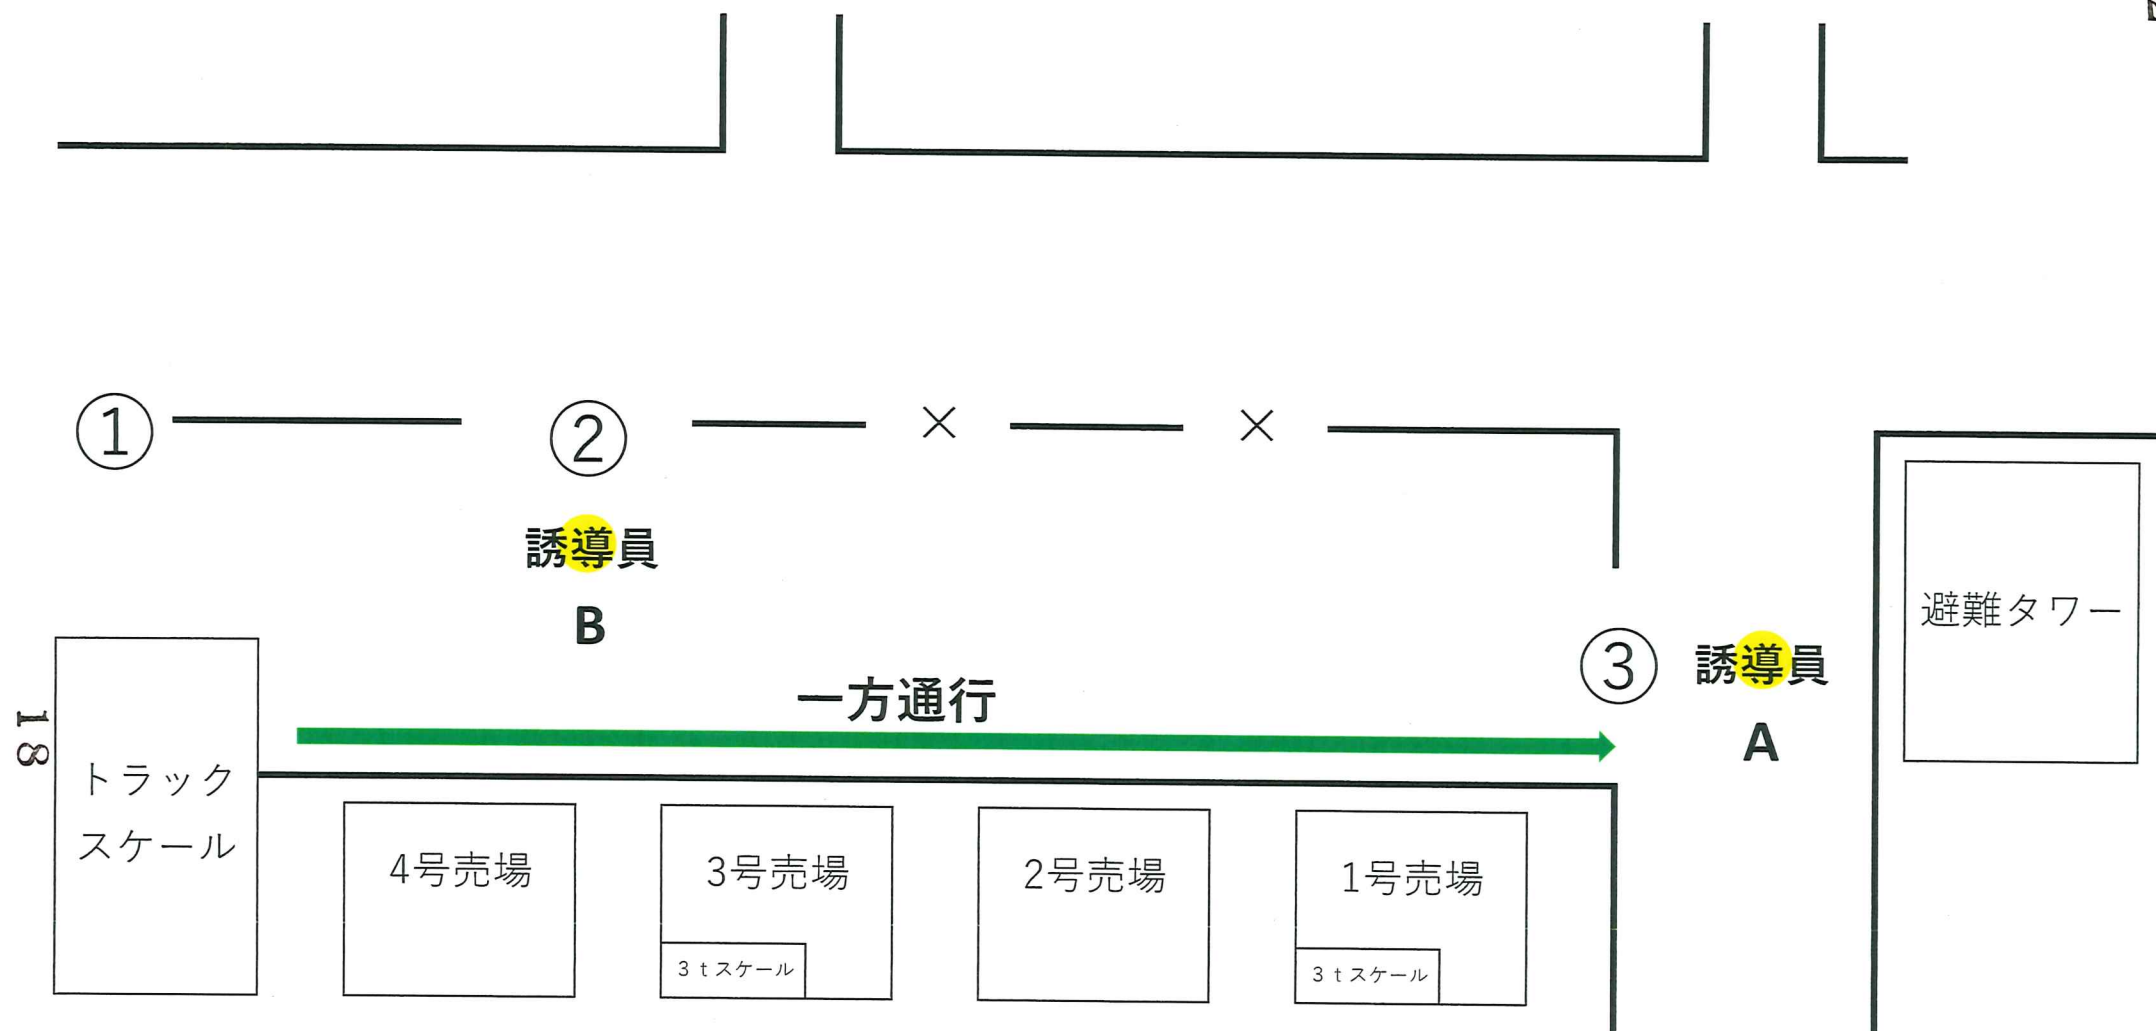 ①
②
×
×
誘導員
B
③
誘導員
A
避難タワー
一方通行
トラック
スケール
4号売場
3号売場
3ｔスケール
2号売場
1号売場
3ｔスケール
18